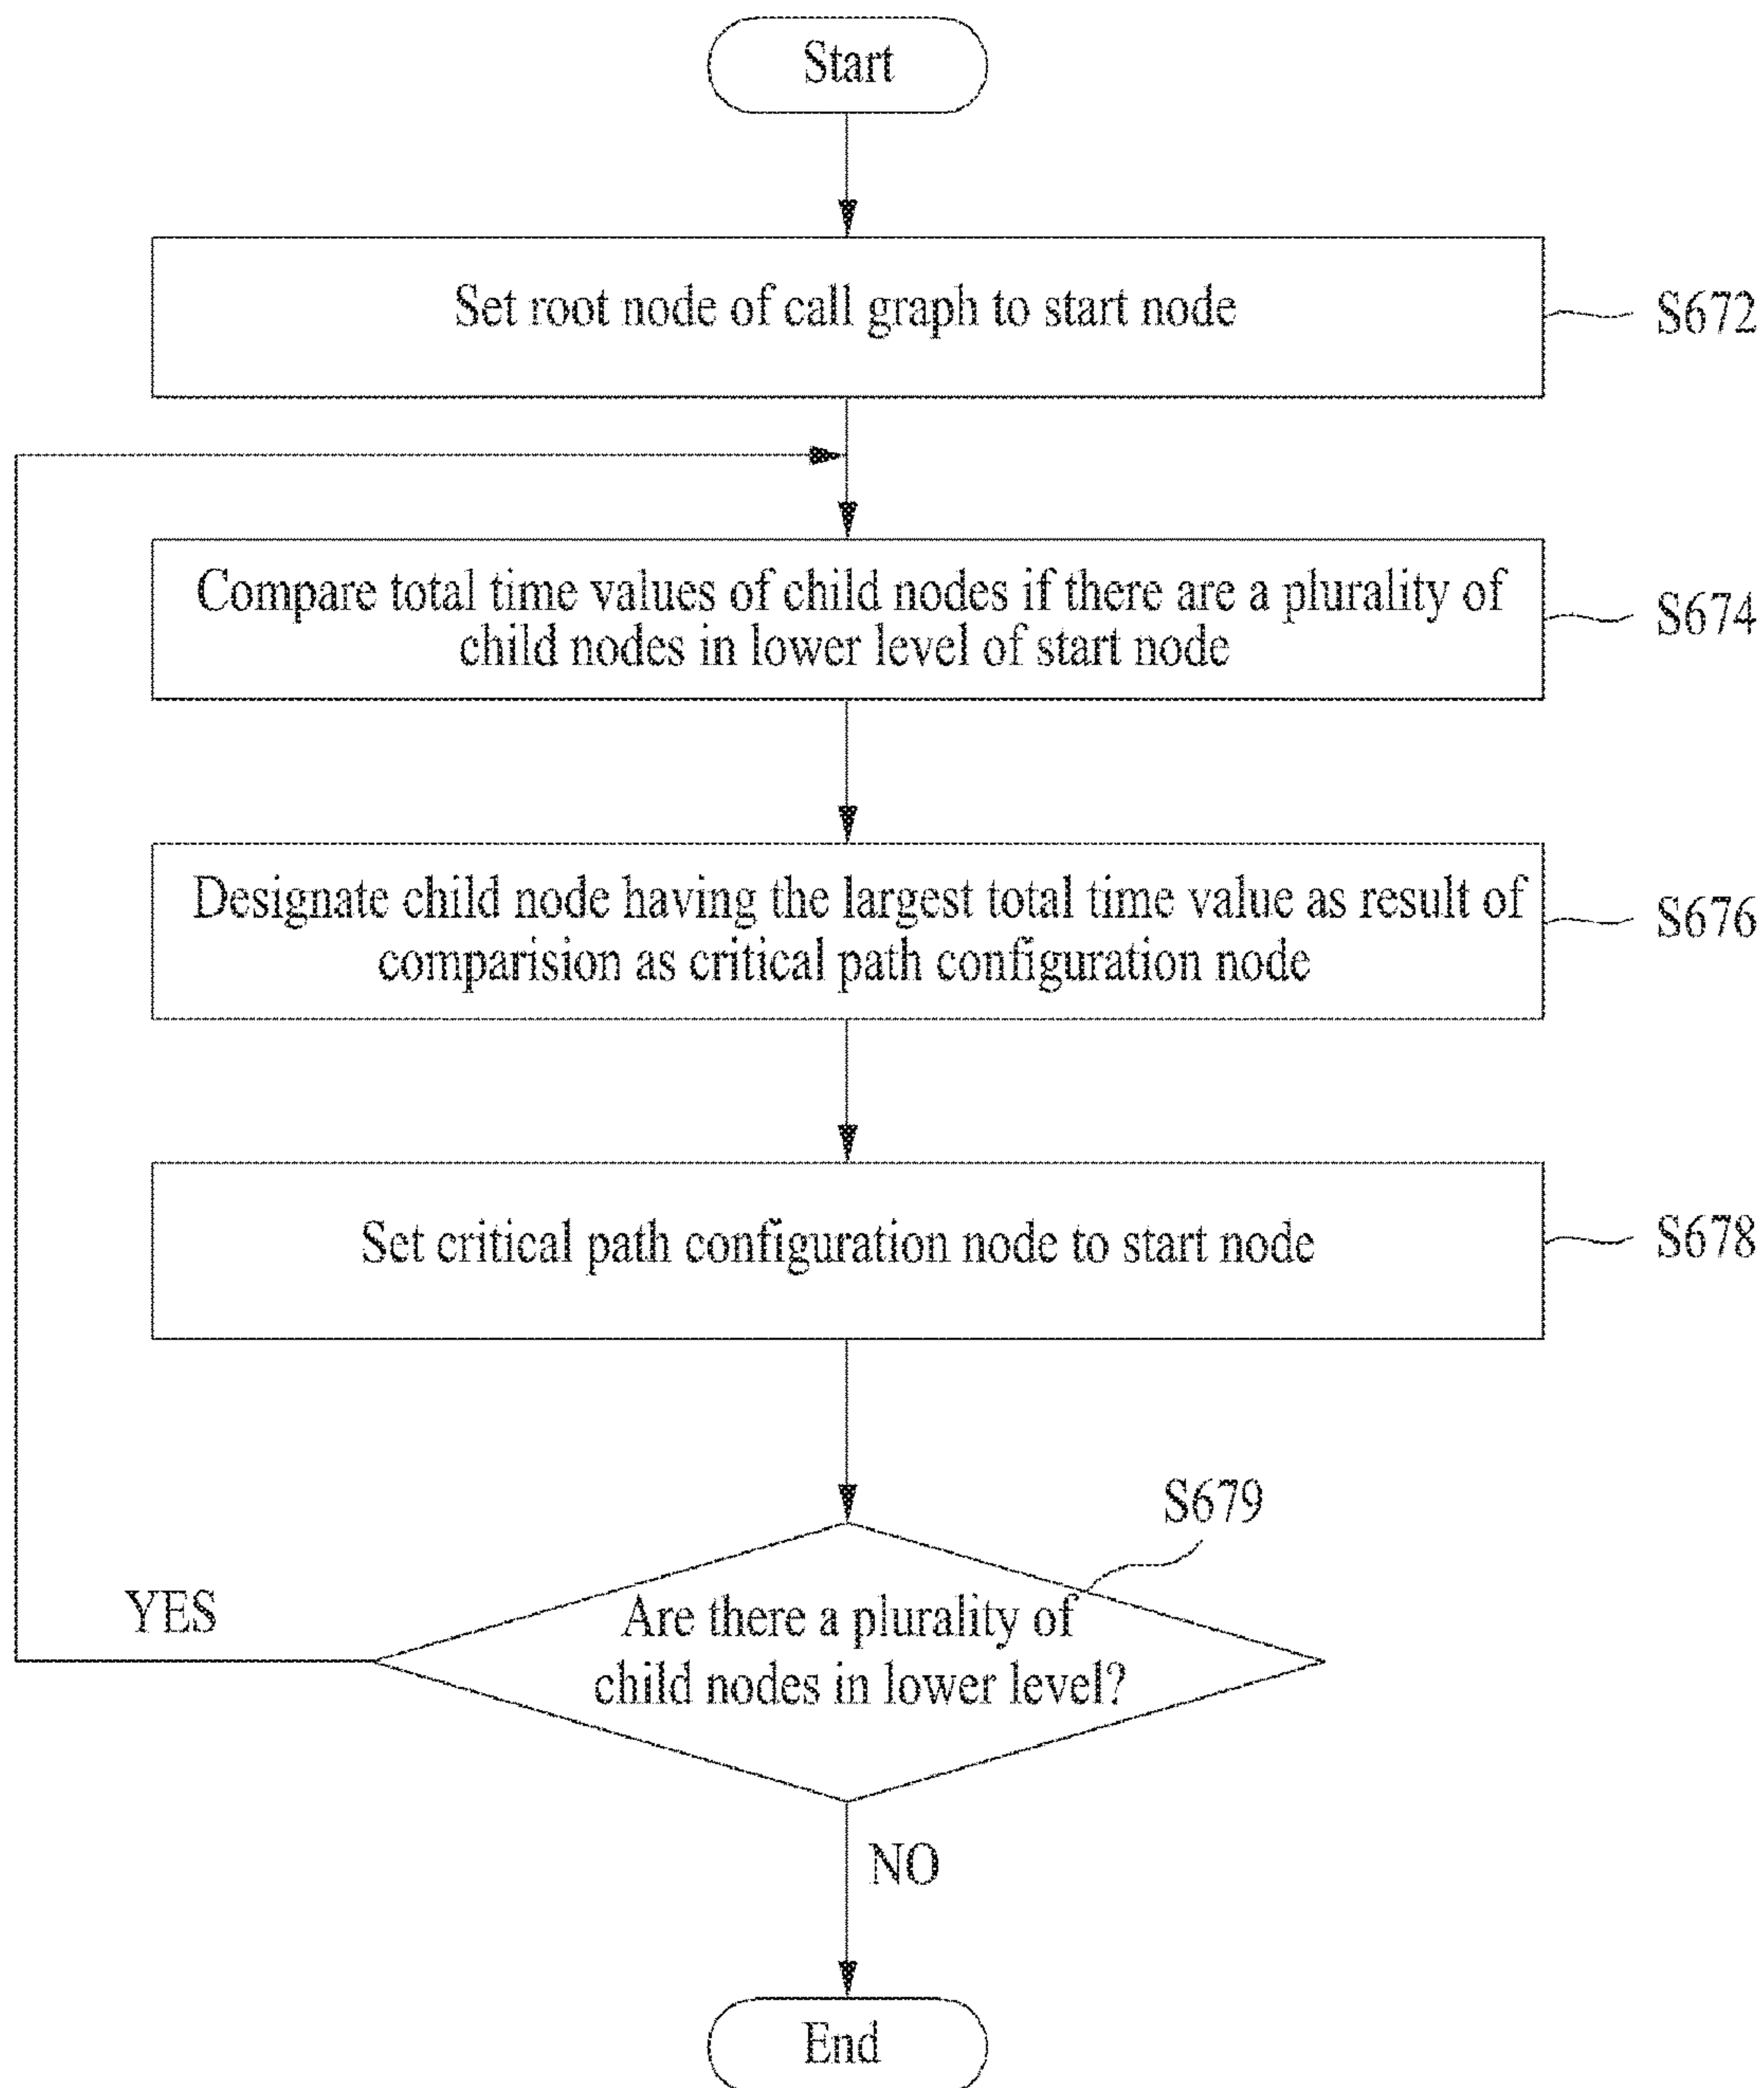 Start
Set root node of call graph to start node
S672
Compare total time values of child nodes if there are a plurality of
child nodes in lower level of start node
S674
Designate child node having the largest total time value as result of
comparision as critical path configuration node
S676
Set critical path configuration node to start node
S678
S679
Are there a plurality of
child nodes in lower level?
YES
NO
End